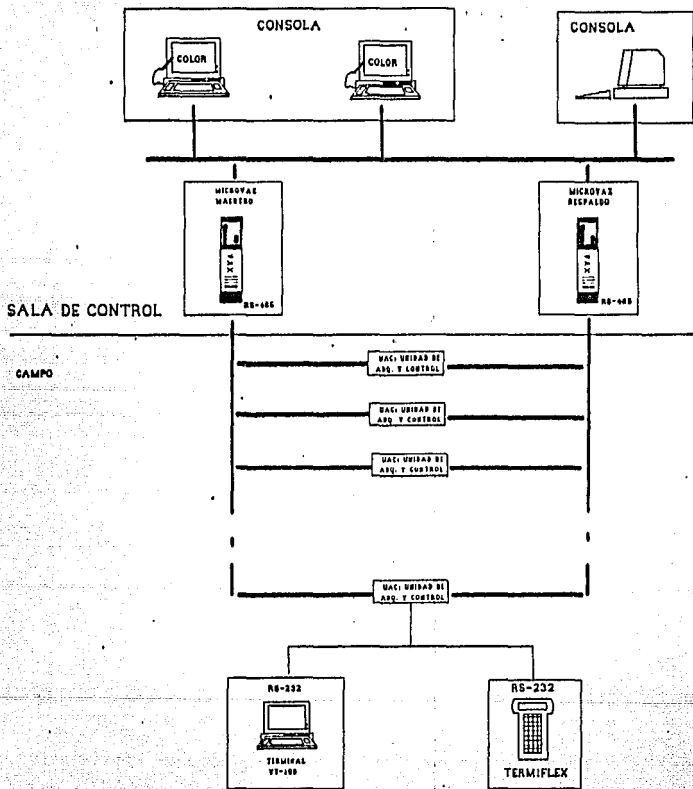 CONSOLA
CONSOLA
COLOR
COLOR
MICROVAX
MAESTRO
MICROVAX
RESPALDO
VAX
VAX
RS-485
RS-485
SALA DE CONTROL
CAMPO
UAC: UNIDAD DE
ADQ. Y CONTROL
UAC: UNIDAD DE
ADQ. Y CONTROL
UAC: UNIDAD DE
ADQ. Y CONTROL
UAC: UNIDAD DE
ADQ. Y CONTROL
RS-232
TERMINAL
VT-100
RS-232
TERMIFLEX